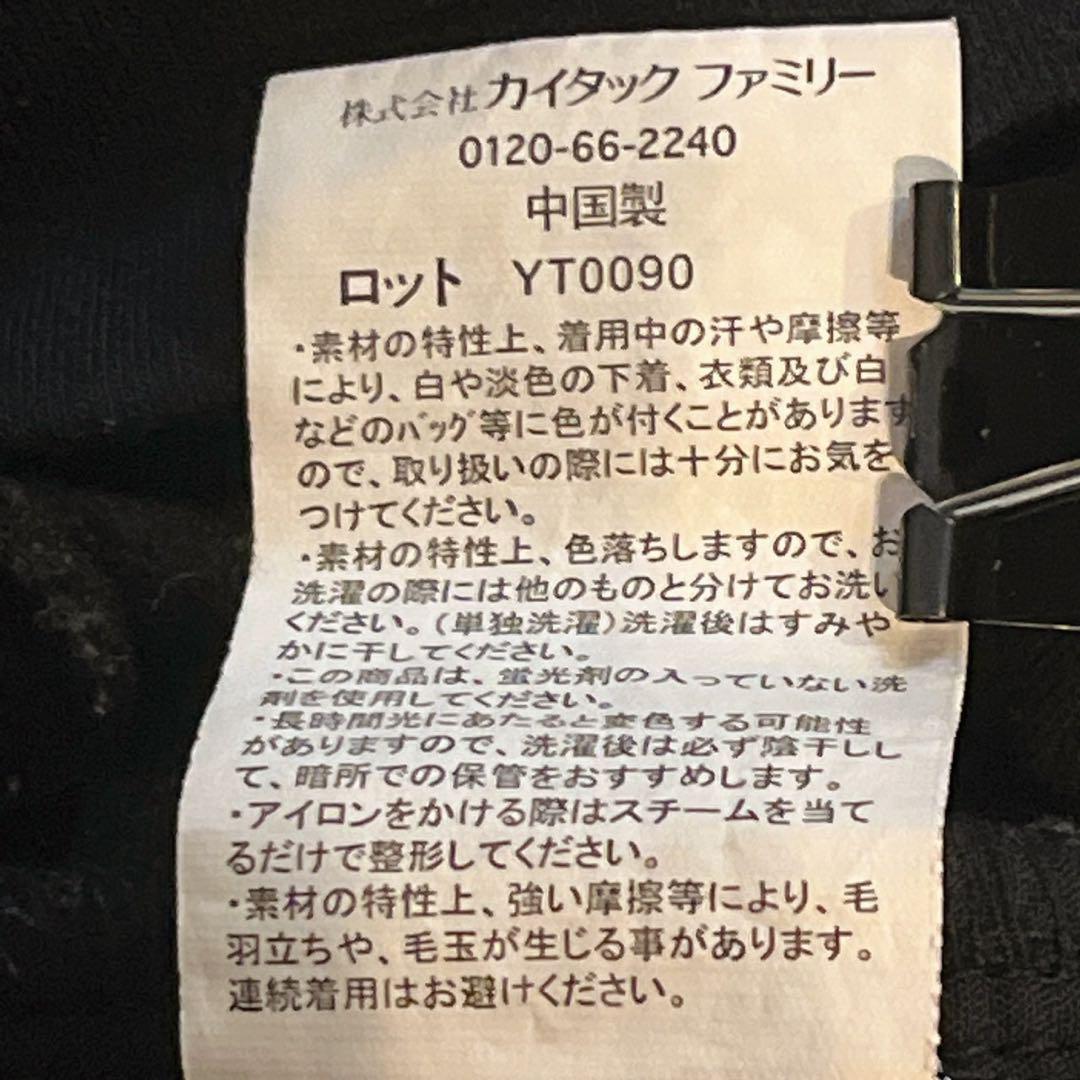 株式会社カイタック ファミリー
0120-66-2240
中国製
ロット YT0090
・素材の特性上、着用中の汗や摩擦等
により、白や淡色の下着、衣類及び白
などのﾊﾞｯｸﾞ等に色が付くことがあります
ので、取り扱いの際には十分にお気を
つけてください。
・素材の特性上、色落ちしますので、お
洗濯の際には他のものと分けてお洗い
ください。(単独洗濯)洗濯後はすみや
かに干してください。
・この商品は、蛍光剤の入っていない洗
剤を使用してください。
・長時間光にあたると変色する可能性
がありますので、洗濯後は必ず陰干しし
て、暗所での保管をおすすめします。
・アイロンをかける際はスチームを当て
るだけで整形してください。
・素材の特性上、強い摩擦等により、毛
羽立ちや、毛玉が生じる事があります。
連続着用はお避けください。